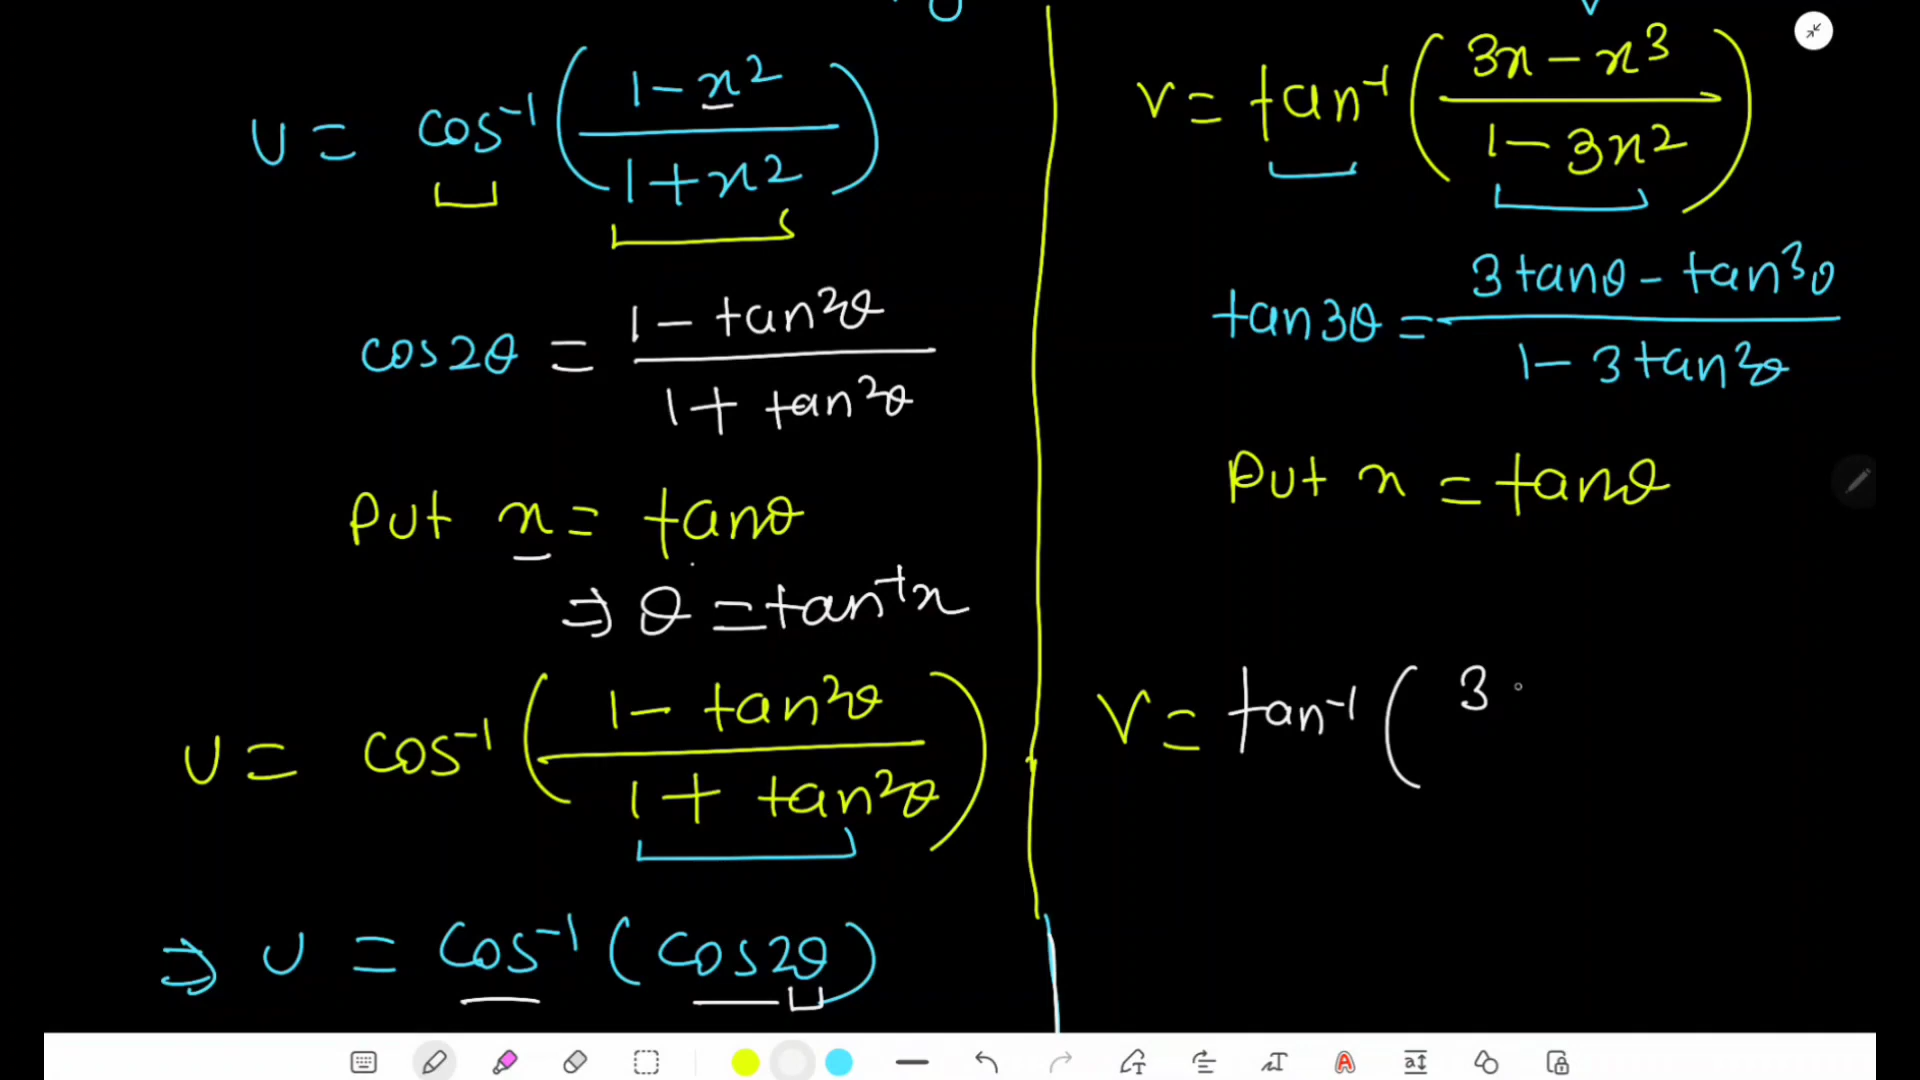 U = cos⁻¹ ( (1 - x²) / (1 + x²) )
cos2θ = (1 - tan²θ) / (1 + tan²θ)
Put x = tanθ
⇒ θ = tan⁻¹x
U = cos⁻¹ ( (1 - tan²θ) / (1 + tan²θ) )
⇒ U = cos⁻¹ ( cos2θ )
V = tan⁻¹ ( (3x - x³) / (1 - 3x²) )
tan3θ = (3tanθ - tan³θ) / (1 - 3tan²θ)
Put x = tanθ
V = tan⁻¹ ( 3